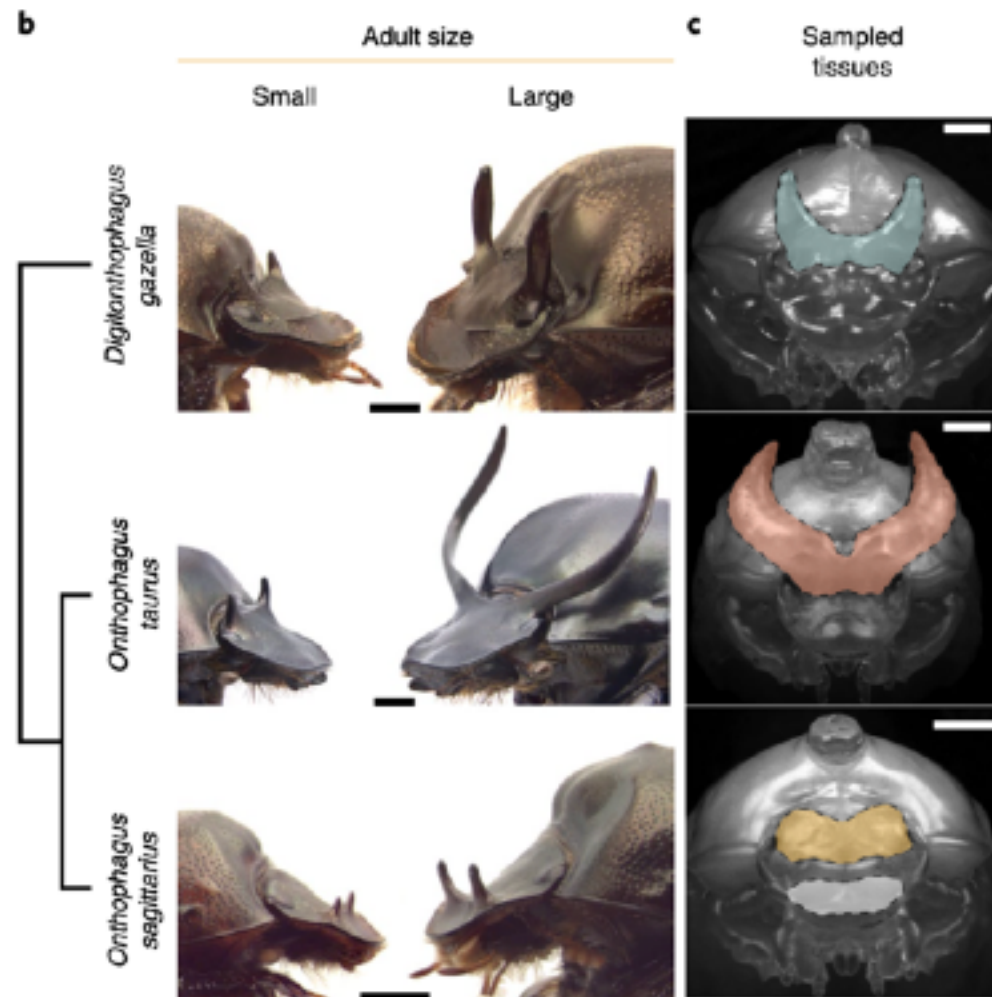 b
Adult size
Small
Large
c
Sampled
tissues
Digitonthophagus
gazella
Onthophagus
taurus
Onthophagus
sagittarius